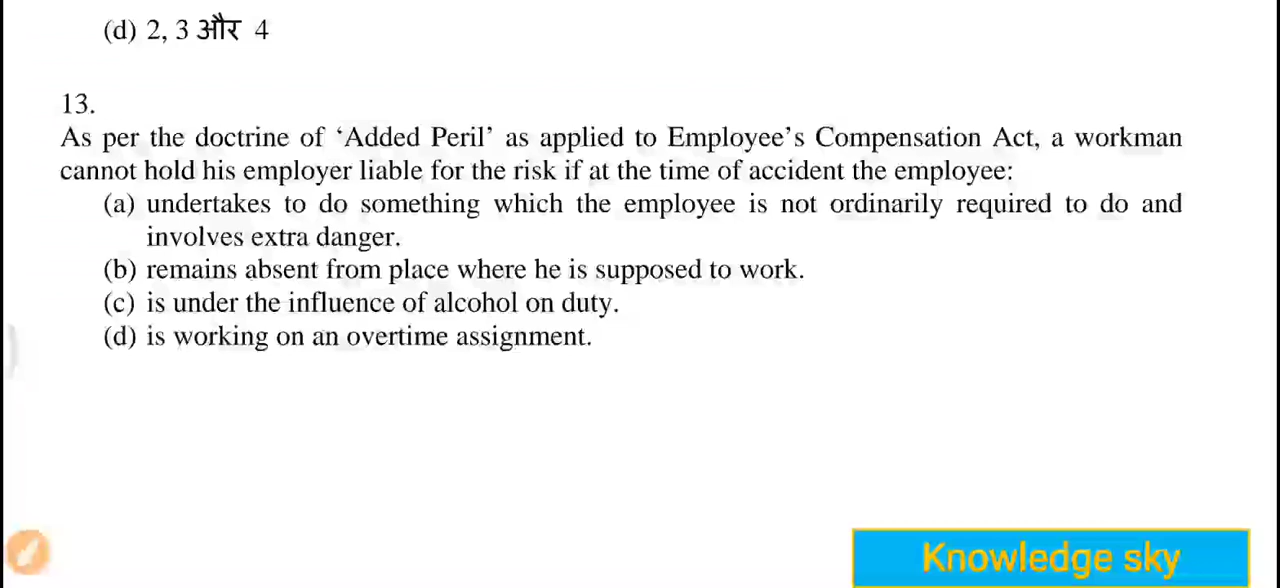 (d) 2, 3 और 4
13.
As per the doctrine of ‘Added Peril’ as applied to Employee’s Compensation Act, a workman
cannot hold his employer liable for the risk if at the time of accident the employee:
(a) undertakes to do something which the employee is not ordinarily required to do and
involves extra danger.
(b) remains absent from place where he is supposed to work.
(c) is under the influence of alcohol on duty.
(d) is working on an overtime assignment.
Knowledge sky